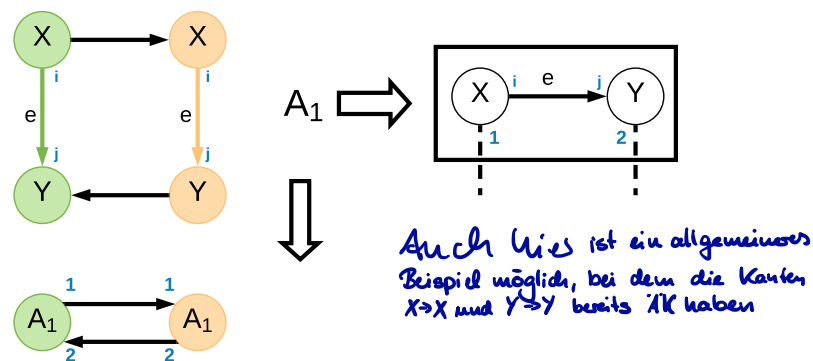 X X
i i
e e
j j
Y Y
A1
X i e j Y
1 2
1 1
A1 A1
2 2
Auch hier ist ein allgemeineres
Beispiel möglich, bei dem die Kanten
X→X und Y→Y bereits ÄK haben